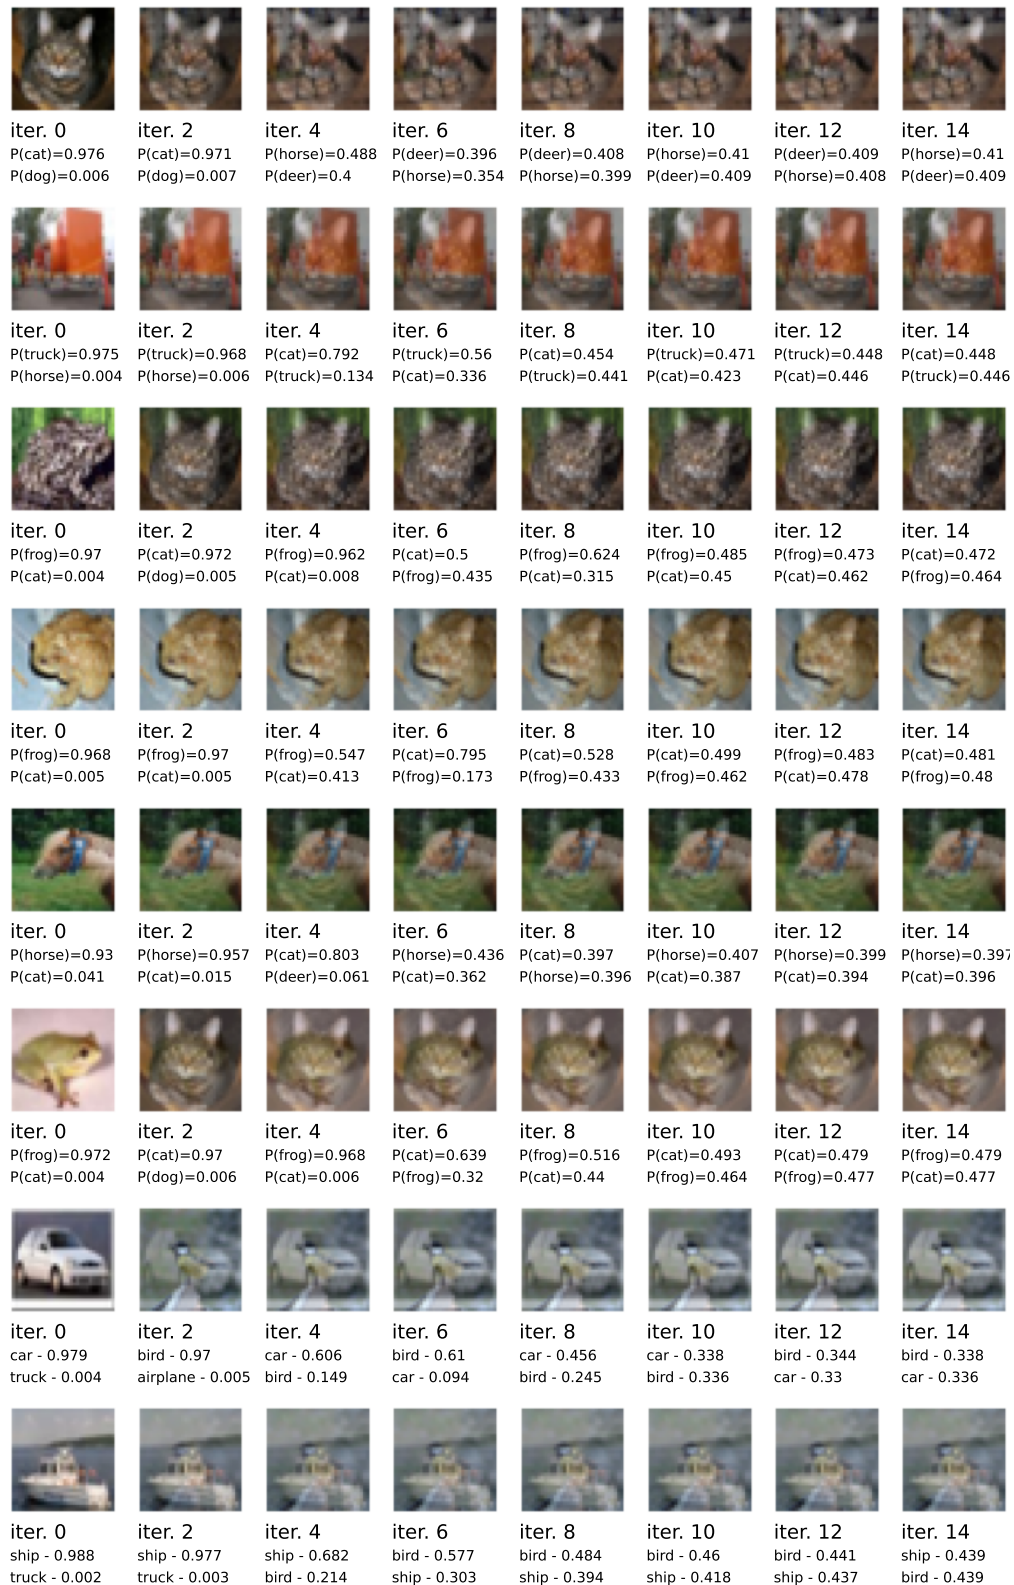 iter. 0 iter. 2 iter. 4 iter. 6 iter. 8 iter. 10 iter. 12 iter. 14
P(cat)=0.976 P(cat)=0.971 P(horse)=0.488 P(deer)=0.396 P(deer)=0.408 P(horse)=0.41 P(deer)=0.409 P(horse)=0.41
P(dog)=0.006 P(dog)=0.007 P(deer)=0.4 P(horse)=0.354 P(horse)=0.399 P(deer)=0.409 P(horse)=0.408 P(deer)=0.409
iter. 0 iter. 2 iter. 4 iter. 6 iter. 8 iter. 10 iter. 12 iter. 14
P(truck)=0.975 P(truck)=0.968 P(cat)=0.792 P(truck)=0.56 P(cat)=0.454 P(truck)=0.471 P(truck)=0.448 P(cat)=0.448
P(horse)=0.004 P(horse)=0.006 P(truck)=0.134 P(cat)=0.336 P(truck)=0.441 P(cat)=0.423 P(cat)=0.446 P(truck)=0.446
iter. 0 iter. 2 iter. 4 iter. 6 iter. 8 iter. 10 iter. 12 iter. 14
P(frog)=0.97 P(cat)=0.972 P(frog)=0.962 P(cat)=0.5 P(frog)=0.624 P(frog)=0.485 P(frog)=0.473 P(cat)=0.472
P(cat)=0.004 P(dog)=0.005 P(cat)=0.008 P(frog)=0.435 P(cat)=0.315 P(cat)=0.45 P(cat)=0.462 P(frog)=0.464
iter. 0 iter. 2 iter. 4 iter. 6 iter. 8 iter. 10 iter. 12 iter. 14
P(frog)=0.968 P(frog)=0.97 P(frog)=0.547 P(cat)=0.795 P(cat)=0.528 P(cat)=0.499 P(frog)=0.483 P(cat)=0.481
P(cat)=0.005 P(cat)=0.005 P(cat)=0.413 P(frog)=0.173 P(frog)=0.433 P(frog)=0.462 P(cat)=0.478 P(frog)=0.48
iter. 0 iter. 2 iter. 4 iter. 6 iter. 8 iter. 10 iter. 12 iter. 14
P(horse)=0.93 P(horse)=0.957 P(cat)=0.803 P(horse)=0.436 P(cat)=0.397 P(horse)=0.407 P(horse)=0.399 P(horse)=0.397
P(cat)=0.041 P(cat)=0.015 P(deer)=0.061 P(cat)=0.362 P(horse)=0.396 P(cat)=0.387 P(cat)=0.394 P(cat)=0.396
iter. 0 iter. 2 iter. 4 iter. 6 iter. 8 iter. 10 iter. 12 iter. 14
P(frog)=0.972 P(cat)=0.97 P(frog)=0.968 P(cat)=0.639 P(frog)=0.516 P(cat)=0.493 P(cat)=0.479 P(frog)=0.479
P(cat)=0.004 P(dog)=0.006 P(cat)=0.006 P(frog)=0.32 P(cat)=0.44 P(frog)=0.464 P(frog)=0.477 P(cat)=0.477
iter. 0 iter. 2 iter. 4 iter. 6 iter. 8 iter. 10 iter. 12 iter. 14
car - 0.979 bird - 0.97 car - 0.606 bird - 0.61 car - 0.456 car - 0.338 bird - 0.344 bird - 0.338
truck - 0.004 airplane - 0.005 bird - 0.149 car - 0.094 bird - 0.245 bird - 0.336 car - 0.33 car - 0.336
iter. 0 iter. 2 iter. 4 iter. 6 iter. 8 iter. 10 iter. 12 iter. 14
ship - 0.988 ship - 0.977 ship - 0.682 bird - 0.577 bird - 0.484 bird - 0.46 bird - 0.441 ship - 0.439
truck - 0.002 truck - 0.003 bird - 0.214 ship - 0.303 ship - 0.394 ship - 0.418 ship - 0.437 bird - 0.439